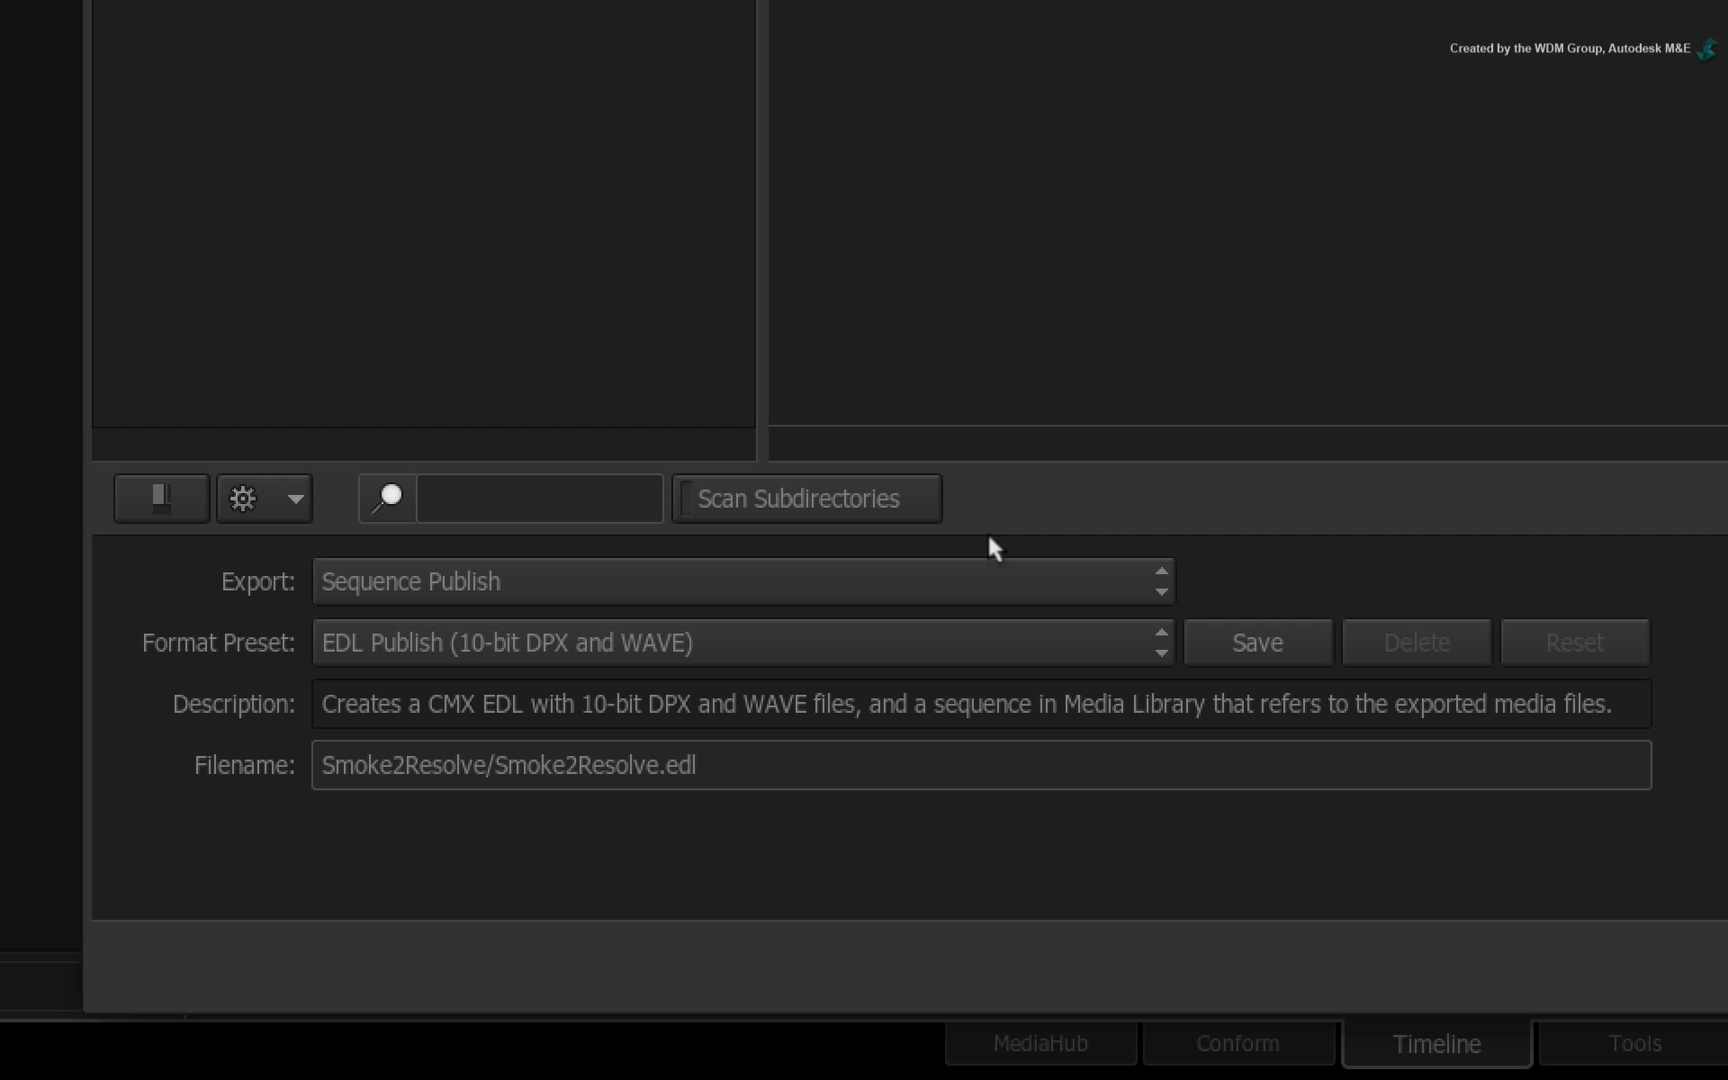 Created by the WDM Group, Autodesk M&E
Scan Subdirectories
Export: Sequence Publish
Format Preset: EDL Publish (10-bit DPX and WAVE) Save Delete Reset
Description: Creates a CMX EDL with 10-bit DPX and WAVE files, and a sequence in Media Library that refers to the exported media files.
Filename: Smoke2Resolve/Smoke2Resolve.edl
MediaHub Conform Timeline Tools